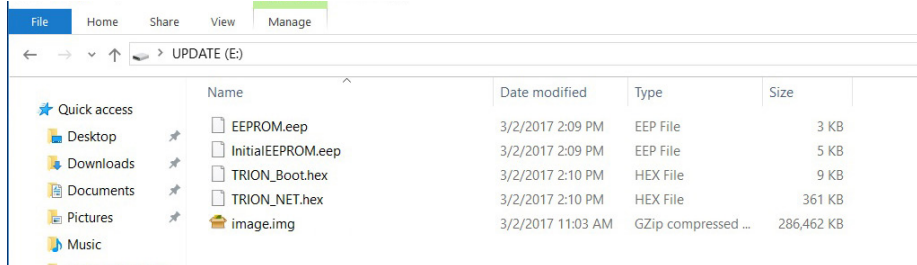 File Home Share View Manage
UPDATE (E:)
Name Date modified Type Size
Quick access
EEPROM.eep 3/2/2017 2:09 PM EEP File 3 KB
Desktop
InitialEEPROM.eep 3/2/2017 2:09 PM EEP File 5 KB
Downloads
TRION_Boot.hex 3/2/2017 2:10 PM HEX File 9 KB
Documents
TRION_NET.hex 3/2/2017 2:10 PM HEX File 361 KB
Pictures
image.img 3/2/2017 11:03 AM GZip compressed ... 286,462 KB
Music